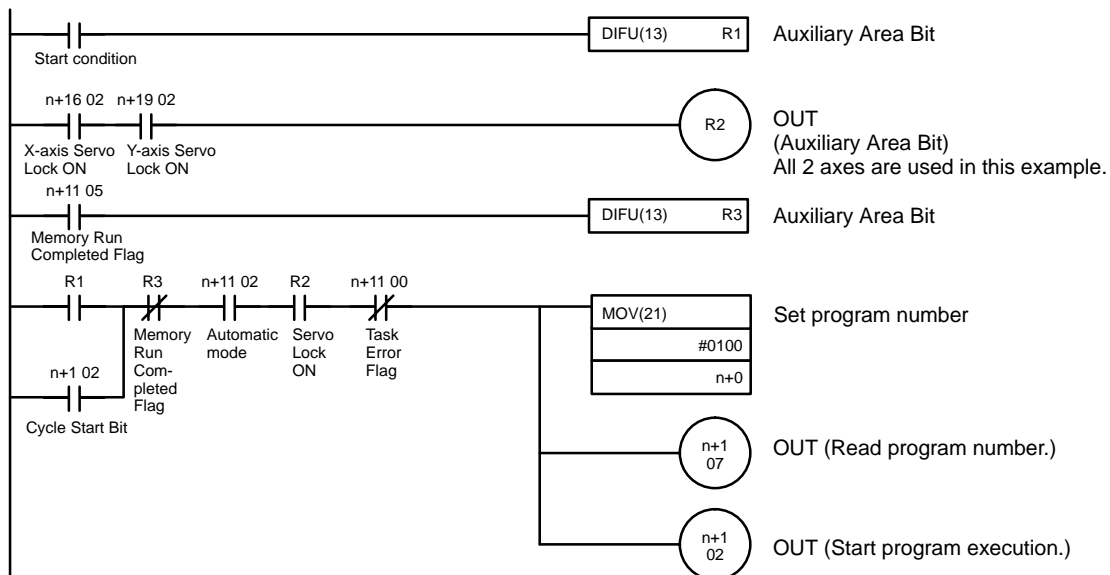 DIFU(13) R1 Auxiliary Area Bit
Start condition
n+16 02 n+19 02
R2
OUT
(Auxiliary Area Bit)
All 2 axes are used in this example.
X-axis Servo
Lock ON
Y-axis Servo
Lock ON
n+11 05
DIFU(13) R3 Auxiliary Area Bit
Memory Run
Completed Flag
R1 R3 n+11 02 R2 n+11 00
MOV(21)
#0100
n+0
Set program number
Memory
Run
Com-
pleted
Flag
Automatic
mode
Servo
Lock
ON
Task
Error
Flag
n+1 02
Cycle Start Bit
n+1
07
OUT (Read program number.)
n+1
02
OUT (Start program execution.)